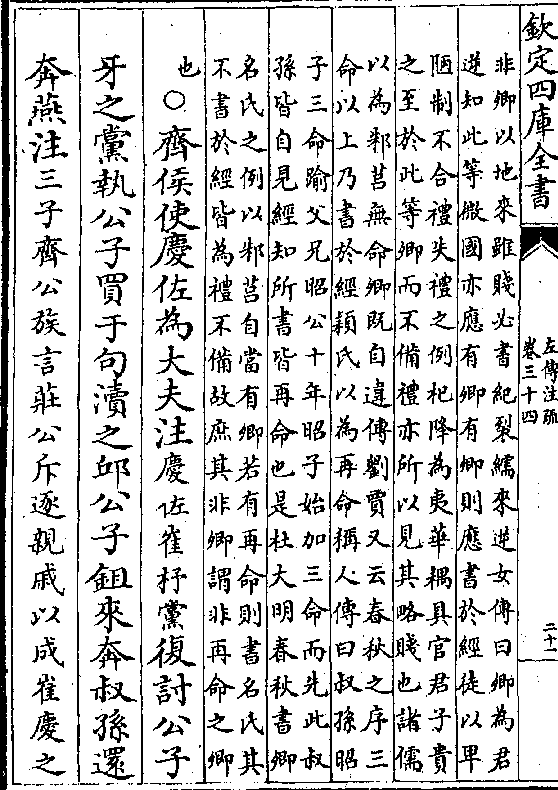 欽定四庫全書
左傳注疏
卷三十四
二十一
非卿以地來雖賤必書紀裂繻來逆女傳曰卿為君
逆知此等微國亦應有卿有卿則應書於經徒以卑
陋制不合禮失禮之例杞降為夷華耦具官君子貴
之至於此等卿而不備禮亦所以見其略賤也諸儒
以為邾莒無命卿既自違傳劉賈又云春秋之序三
命以上乃書於經頴氏以為再命稱人傳曰叔孫昭
子三命踰父兄昭公十年昭子始加三命而先此叔
孫皆自見經知所書皆再命也是杜大明春秋書卿
名氏之例以邾莒自當有卿若有再命則書名氏其
不書於經皆為禮不備故庶其非卿謂非再命之卿
也○齊侯使慶佐為大夫注慶佐崔杼黨復討公子
牙之黨執公子買于句瀆之邱公子鉏來奔叔孫還
奔燕注三子齊公族言莊公斥逐親戚以成崔慶之